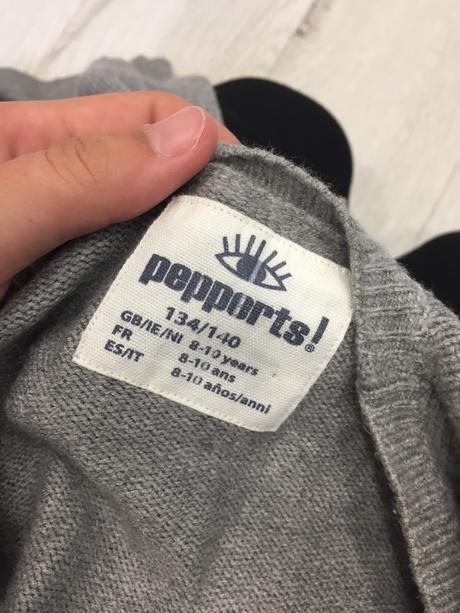 pepperts!®
134/140
GB/IE/NI 8-10 years
FR 8-10 ans
ES/IT 8-10 años/anni